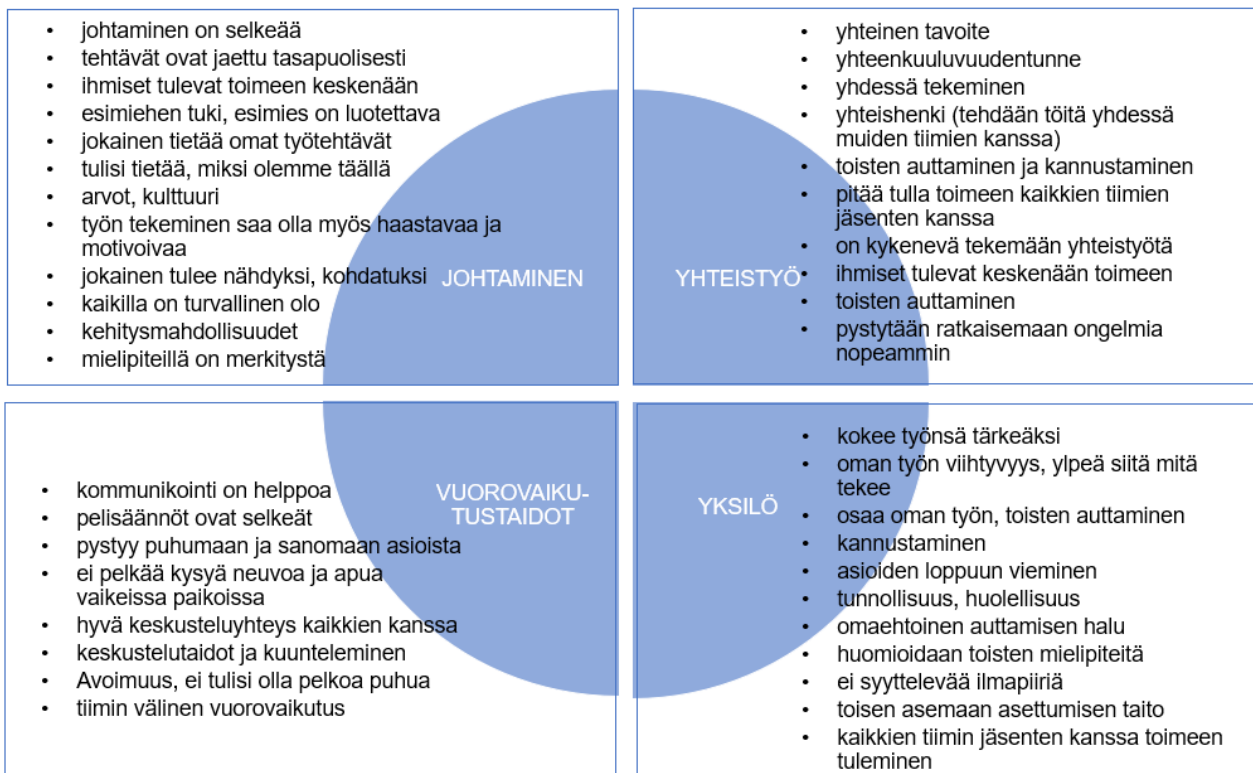 • johtaminen on selkeää
• tehtävät ovat jaettu tasapuolisesti
• ihmiset tulevat toimeen keskenään
• esimiehen tuki, esimies on luotettava
• jokainen tietää omat työtehtävät
• tulisi tietää, miksi olemme täällä
• arvot, kulttuuri
• työn tekeminen saa olla myös haastavaa ja
motivoivaa
• jokainen tulee nähdyksi, kohdatuksi
• kaikilla on turvallinen olo
• kehitysmahdollisuudet
• mielipiteillä on merkitystä
JOHTAMINEN
YHTEISTYÖ
• yhteinen tavoite
• yhteenkuuluvuudentunne
• yhdessä tekeminen
• yhteishenki (tehdään töitä yhdessä
muiden tiimien kanssa)
• toisten auttaminen ja kannustaminen
• pitää tulla toimeen kaikkien tiimien
jäsenten kanssa
• on kykenevä tekemään yhteistyötä
• ihmiset tulevat keskenään toimeen
• toisten auttaminen
• pystytään ratkaisemaan ongelmia
nopeammin
• kommunikointi on helppoa
• pelisäännöt ovat selkeät
• pystyy puhumaan ja sanomaan asioista
• ei pelkää kysyä neuvoa ja apua
vaikeissa paikoissa
• hyvä keskusteluyhteys kaikkien kanssa
• keskustelutaidot ja kuunteleminen
• Avoimuus, ei tulisi olla pelkoa puhua
• tiimin välinen vuorovaikutus
VUOROVAIKU-
TUSTAIDOT
YKSILÖ
• kokee työnsä tärkeäksi
• oman työn viihtyvyys, ylpeä siitä mitä
tekee
• osaa oman työn, toisten auttaminen
• kannustaminen
• asioiden loppuun vieminen
• tunnollisuus, huolellisuus
• omaehtoinen auttamisen halu
• huomioidaan toisten mielipiteitä
• ei syyttelevää ilmapiiriä
• toisen asemaan asettumisen taito
• kaikkien tiimin jäsenten kanssa toimeen
tuleminen